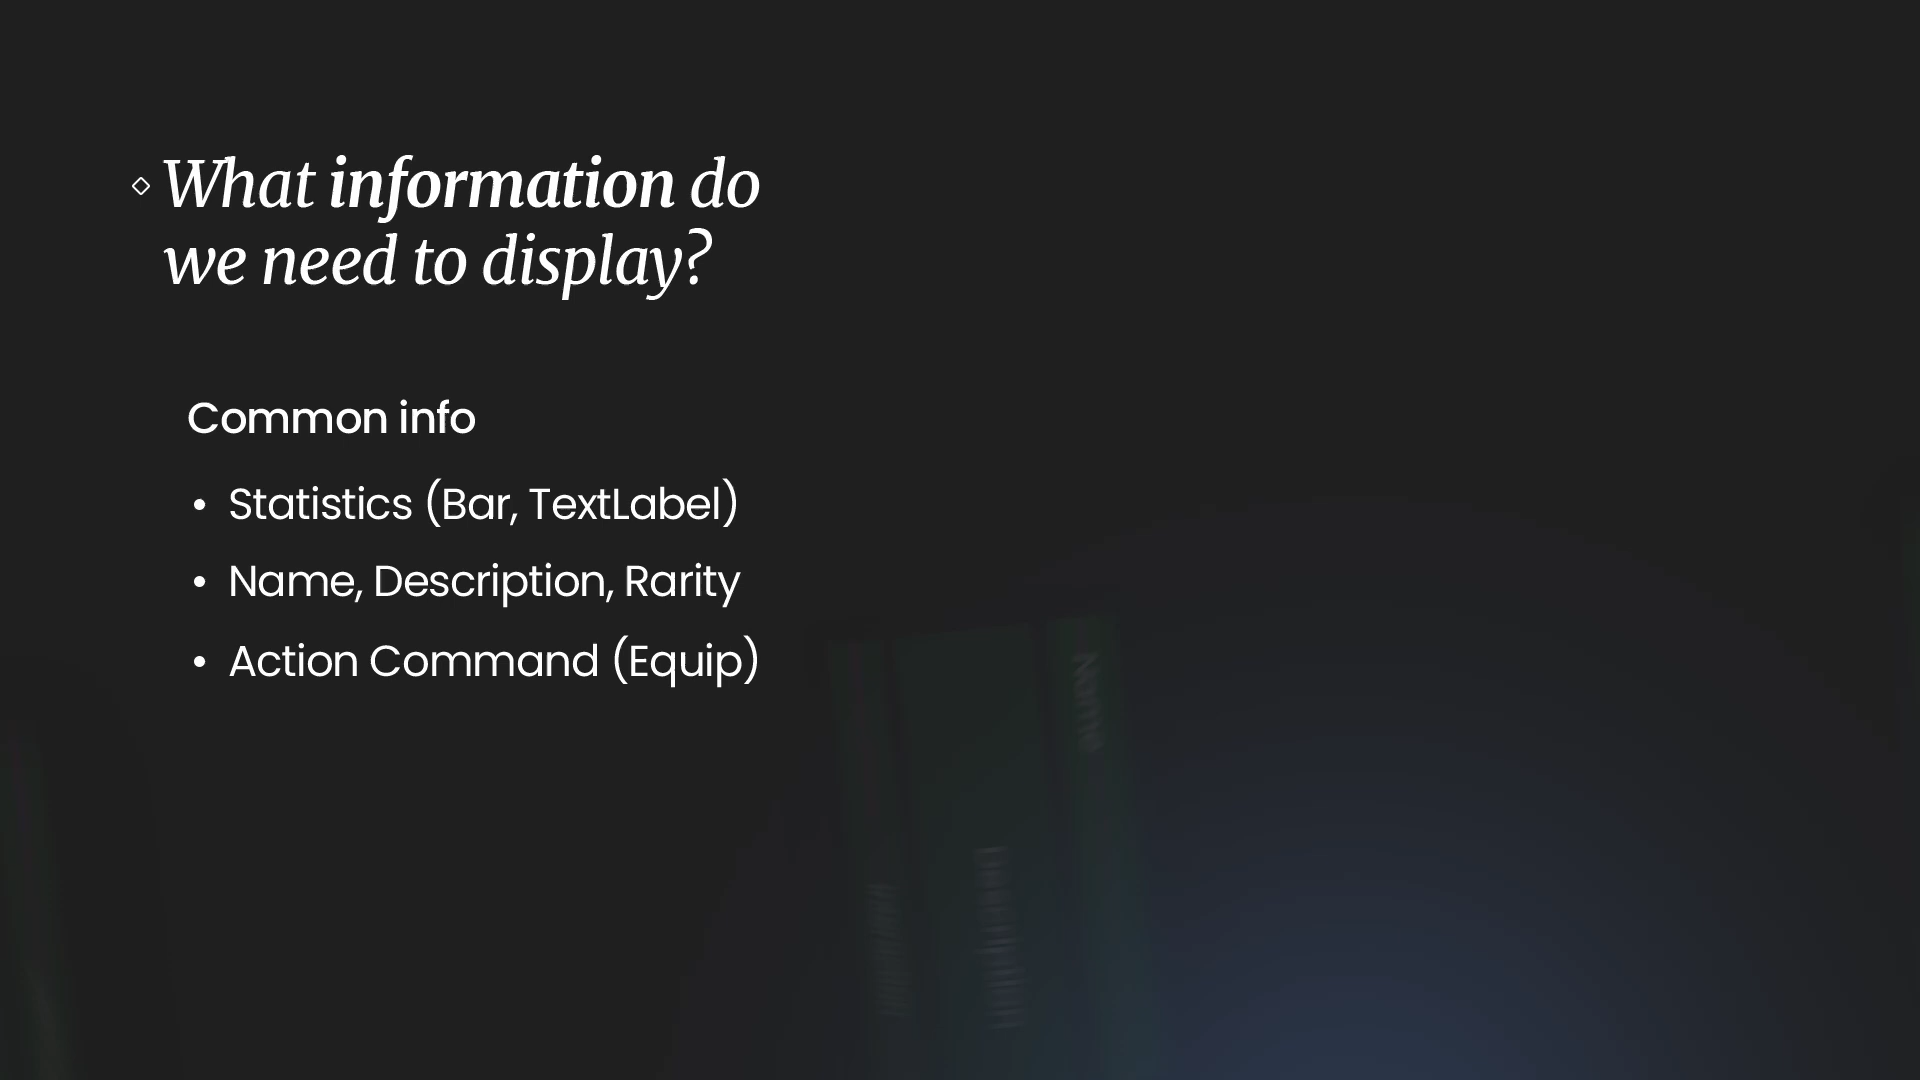 What information do
we need to display?
Common info
• Statistics (Bar, TextLabel)
• Name, Description, Rarity
• Action Command (Equip)